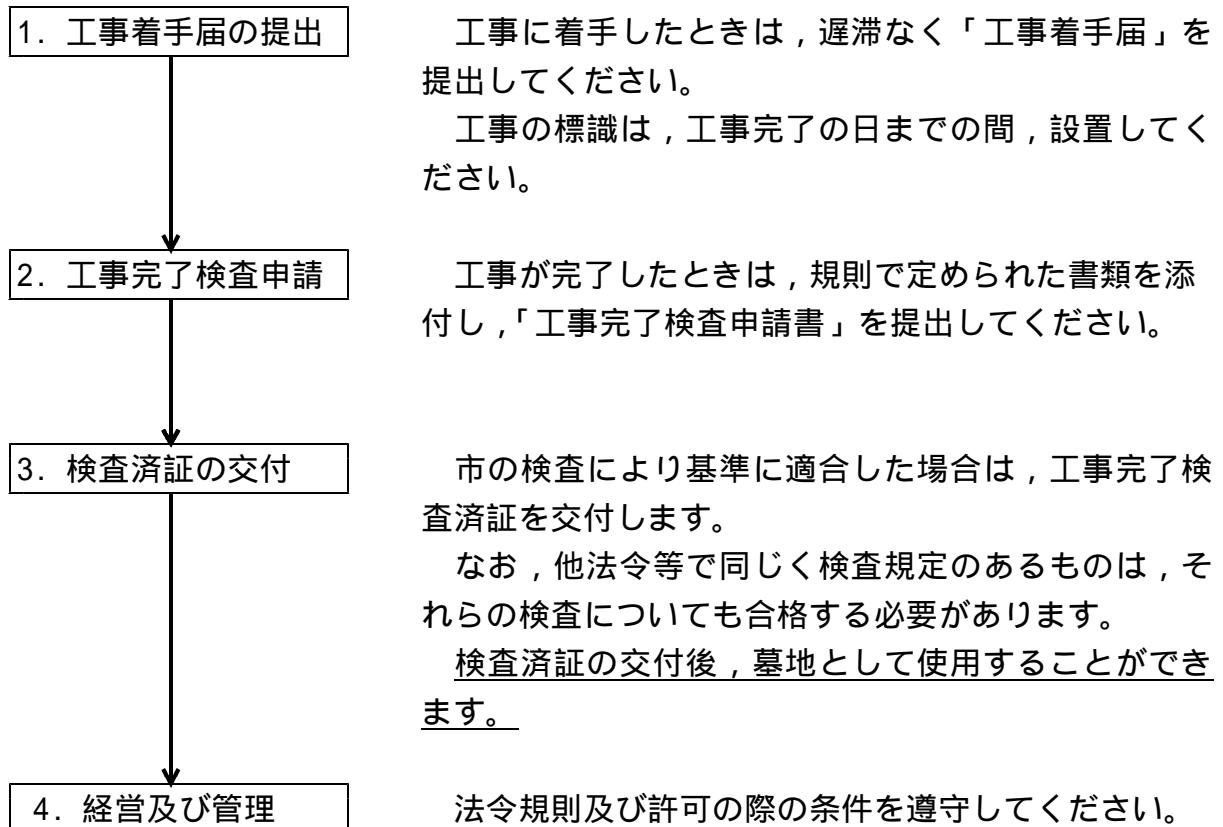 1. 工事着手届の提出
工事に着手したときは，遅滞なく「工事着手届」を
提出してください。
工事の標識は，工事完了の日までの間，設置してく
ださい。
2. 工事完了検査申請
工事が完了したときは，規則で定められた書類を添
付し，「工事完了検査申請書」を提出してください。
3. 検査済証の交付
市の検査により基準に適合した場合は，工事完了検
査済証を交付します。
なお，他法令等で同じく検査規定のあるものは，そ
れらの検査についても合格する必要があります。
検査済証の交付後，墓地として使用することができ
ます。
4. 経営及び管理
法令規則及び許可の際の条件を遵守してください。